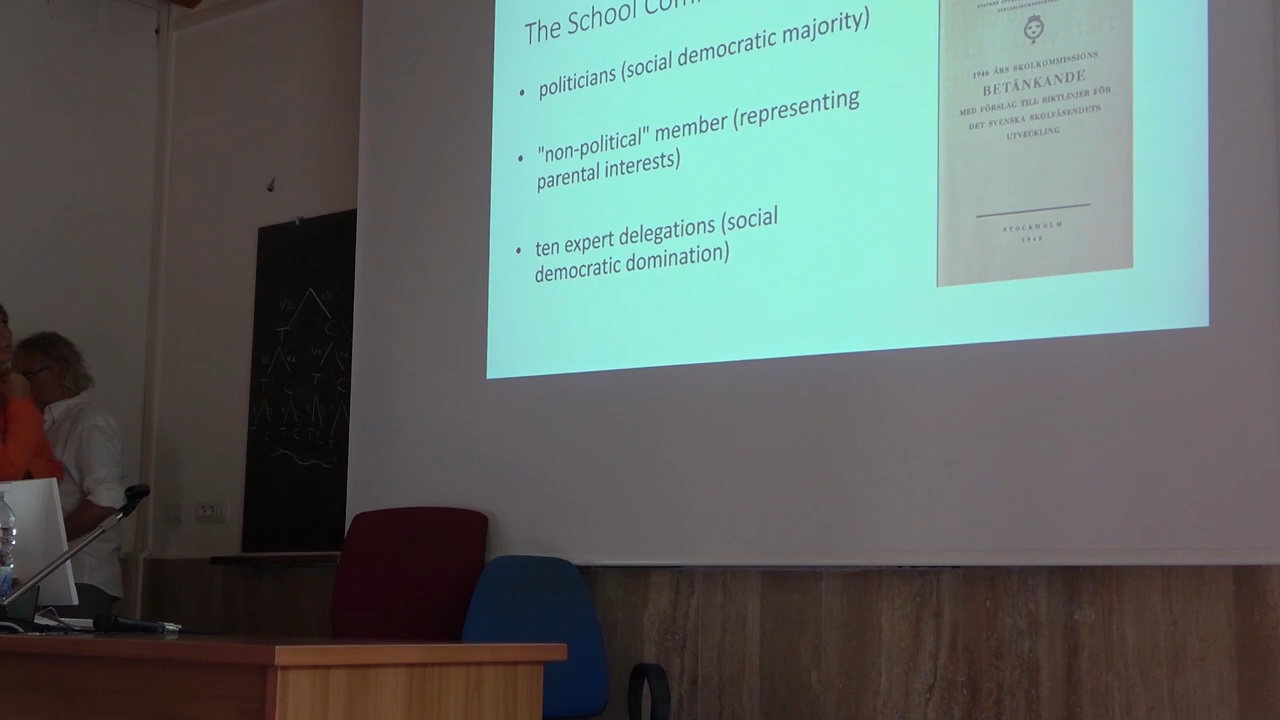 The School
• politicians (social democratic majority)
• "non-political" member (representing
parental interests)
• ten expert delegations (social
democratic domination)
1946 ÅRS SKOLKOMMISSIONS
BETÄNKANDE
MED FÖRSLAG TILL RIKTLINJER FÖR
DET SVENSKA SKOLVÄSENDETS
UTVECKLING
STOCKHOLM
1948